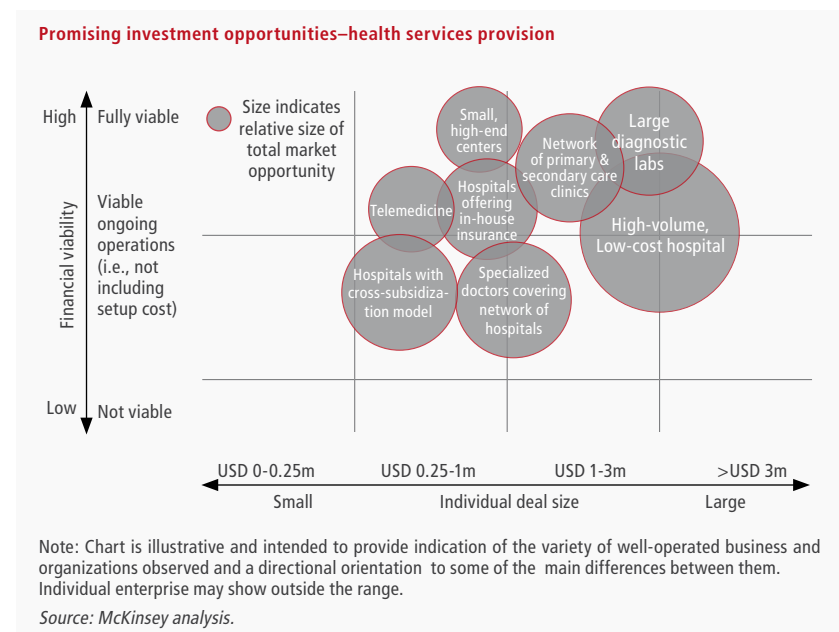 Promising investment opportunities–health services provision
High
Fully viable
Size indicates
relative size of
total market
opportunity
Small,
high-end
centers
Network
of primary &
secondary care
clinics
Large
diagnostic
labs
Financial viability
Viable
ongoing
operations
(i.e., not
including
setup cost)
Telemedicine
Hospitals
offering
in-house
insurance
High-volume,
Low-cost hospital
Hospitals with
cross-subsidiza-
tion model
Specialized
doctors covering
network of
hospitals
Low
Not viable
USD 0-0.25m
USD 0.25-1m
USD 1-3m
>USD 3m
Small
Individual deal size
Large
Note: Chart is illustrative and intended to provide indication of the variety of well-operated business and
organizations observed and a directional orientation to some of the main differences between them.
Individual enterprise may show outside the range.
Source: McKinsey analysis.